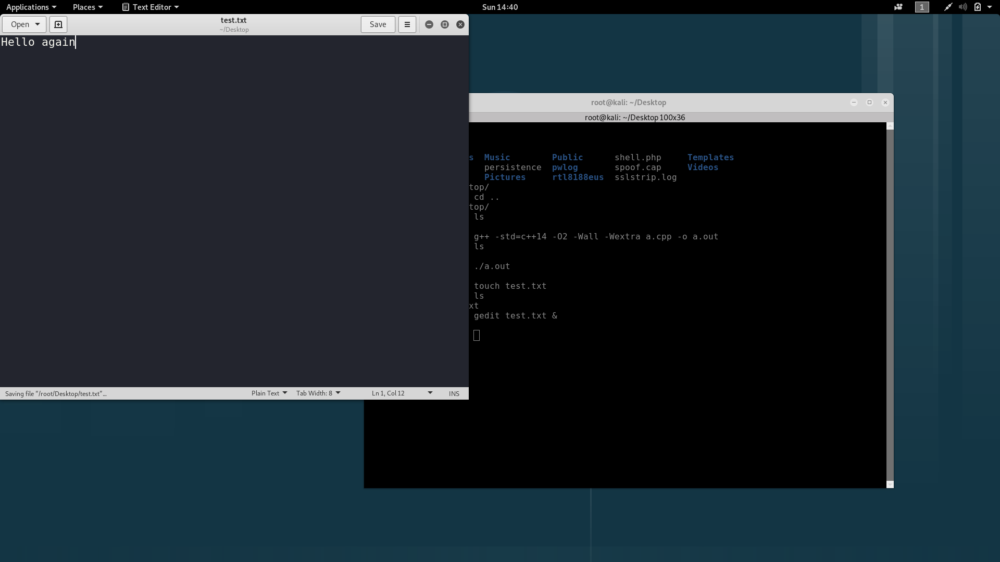 Applications Places Text Editor Sun 14:40 1
Open test.txt Save
~/Desktop
Hello again
root@kali: ~/Desktop
root@kali: ~/Desktop 100x36
s Music Public shell.php Templates
persistence pwlog spoof.cap Videos
Pictures rtl8188eus sslstrip.log
top/
cd ..
top/
ls
g++ -std=c++14 -O2 -Wall -Wextra a.cpp -o a.out
ls
./a.out
touch test.txt
ls
xt
gedit test.txt &
Saving file “/root/Desktop/test.txt”… Plain Text Tab Width: 8 Ln 1, Col 12 INS